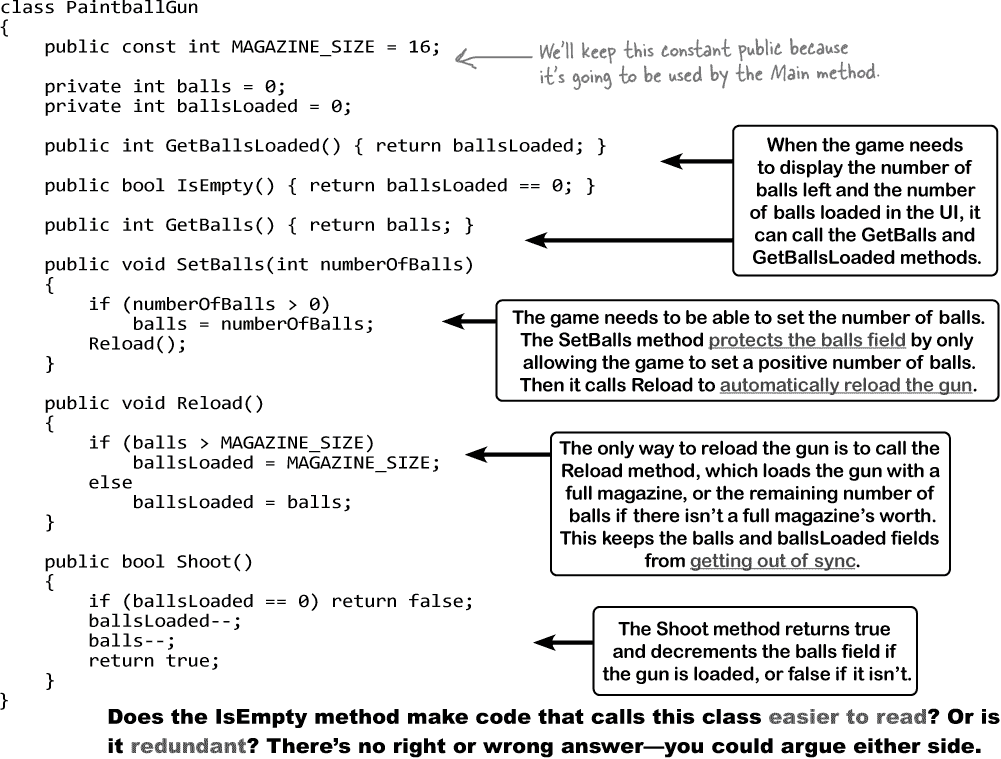 class PaintballGun
{
public const int MAGAZINE_SIZE = 16;
We'll keep this constant public because
it's going to be used by the Main method.
private int balls = 0;
private int ballsLoaded = 0;
public int GetBallsLoaded() { return ballsLoaded; }
public bool IsEmpty() { return ballsLoaded == 0; }
public int GetBalls() { return balls; }
When the game needs
to display the number of
balls left and the number
of balls loaded in the UI, it
can call the GetBalls and
GetBallsLoaded methods.
public void SetBalls(int numberOfBalls)
{
if (numberOfBalls > 0)
balls = numberOfBalls;
Reload();
}
The game needs to be able to set the number of balls.
The SetBalls method protects the balls field by only
allowing the game to set a positive number of balls.
Then it calls Reload to automatically reload the gun.
public void Reload()
{
if (balls > MAGAZINE_SIZE)
ballsLoaded = MAGAZINE_SIZE;
else
ballsLoaded = balls;
}
The only way to reload the gun is to call the
Reload method, which loads the gun with a
full magazine, or the remaining number of
balls if there isn't a full magazine's worth.
This keeps the balls and ballsLoaded fields
from getting out of sync.
public bool Shoot()
{
if (ballsLoaded == 0) return false;
ballsLoaded--;
balls--;
return true;
}
}
The Shoot method returns true
and decrements the balls field if
the gun is loaded, or false if it isn't.
Does the IsEmpty method make code that calls this class easier to read? Or is
it redundant? There's no right or wrong answer—you could argue either side.